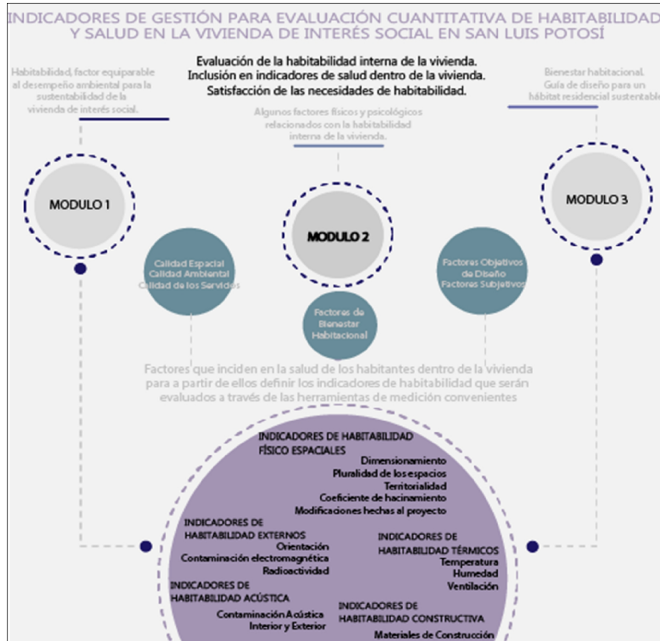 INDICADORES DE GESTIÓN PARA EVALUACIÓN CUANTITATIVA DE HABITABILIDAD
Y SALUD EN LA VIVIENDA DE INTERÉS SOCIAL EN SAN LUIS POTOSÍ
Evaluación de la habitabilidad interna de la vivienda.
Inclusión en indicadores de salud dentro de la vivienda.
Satisfacción de las necesidades de habitabilidad.
Habitabilidad, factor equiparable
al desempeño ambiental para la
sustentabilidad de la
vivienda de interés social.
Algunos factores físicos y psicológicos
relacionados con la habitabilidad
interna de la vivienda.
Bienestar habitacional.
Guía de diseño para un
hábitat residencial sustentable
MODULO 1
MODULO 2
MODULO 3
Calidad Espacial
Calidad Ambiental
Calidad de los Servicios
Factores de
Bienestar
Habitacional
Factores Objetivos
de Diseño
Factores Subjetivos
Factores que inciden en la salud de los habitantes dentro de la vivienda
para a partir de ellos definir los indicadores de habitabilidad que serán
evaluados a través de las herramientas de medición convenientes
INDICADORES DE HABITABILIDAD
FÍSICO ESPACIALES
Dimensionamiento
Pluralidad de los espacios
Territorialidad
Coeficiente de hacinamiento
Modificaciones hechas al proyecto
INDICADORES DE
HABITABILIDAD EXTERNOS
Orientación
Contaminación electromagnética
Radioactividad
INDICADORES DE
HABITABILIDAD TÉRMICOS
Temperatura
Humedad
Ventilación
INDICADORES DE
HABITABILIDAD ACÚSTICA
Contaminación Acústica
Interior y Exterior
INDICADORES DE
HABITABILIDAD CONSTRUCTIVA
Materiales de Construcción